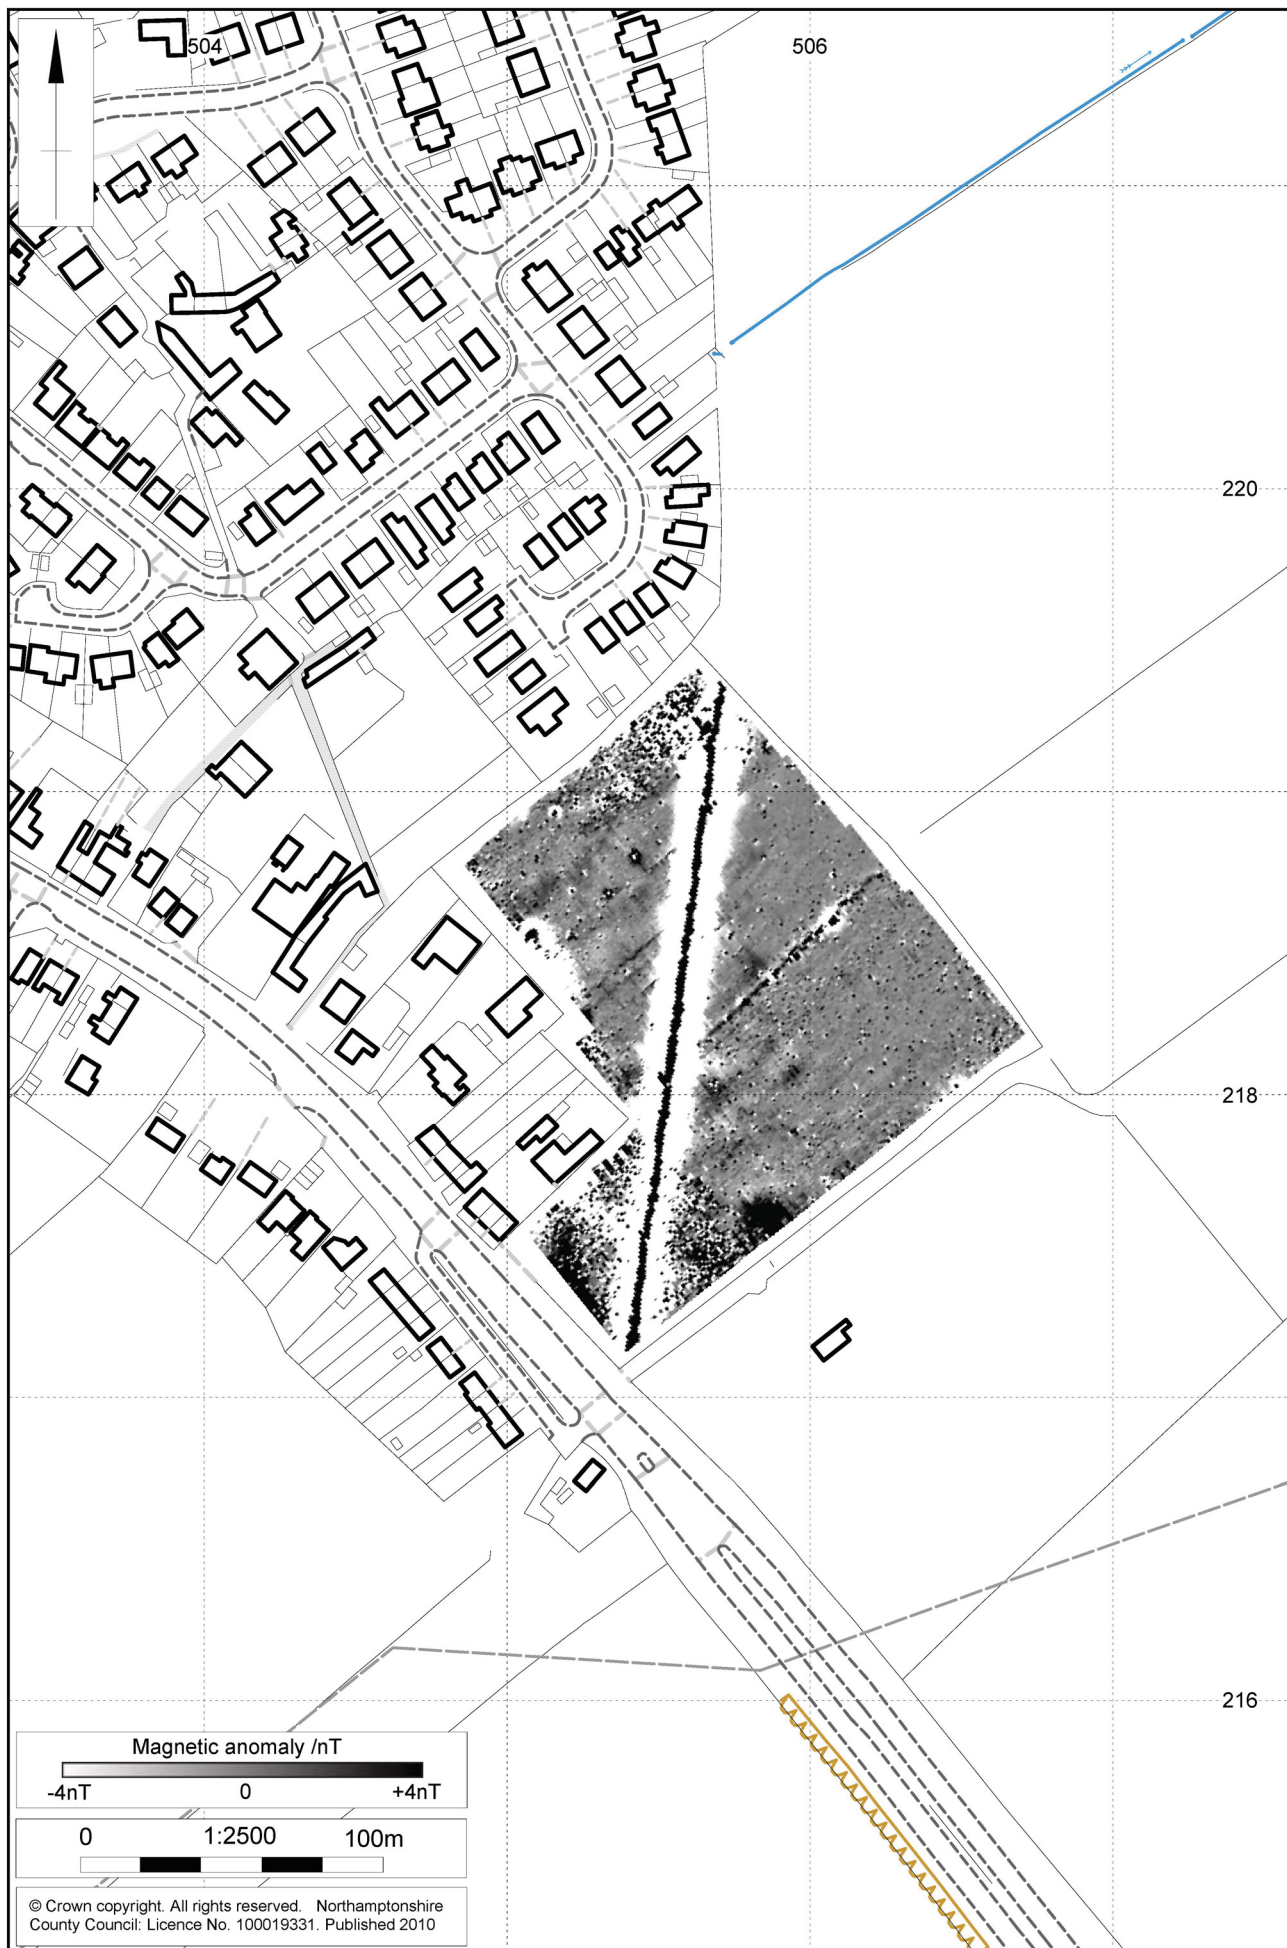 504
506
220
218
216
Magnetic anomaly /nT
-4nT 0 +4nT
0 1:2500 100m
© Crown copyright. All rights reserved. Northamptonshire
County Council: Licence No. 100019331. Published 2010